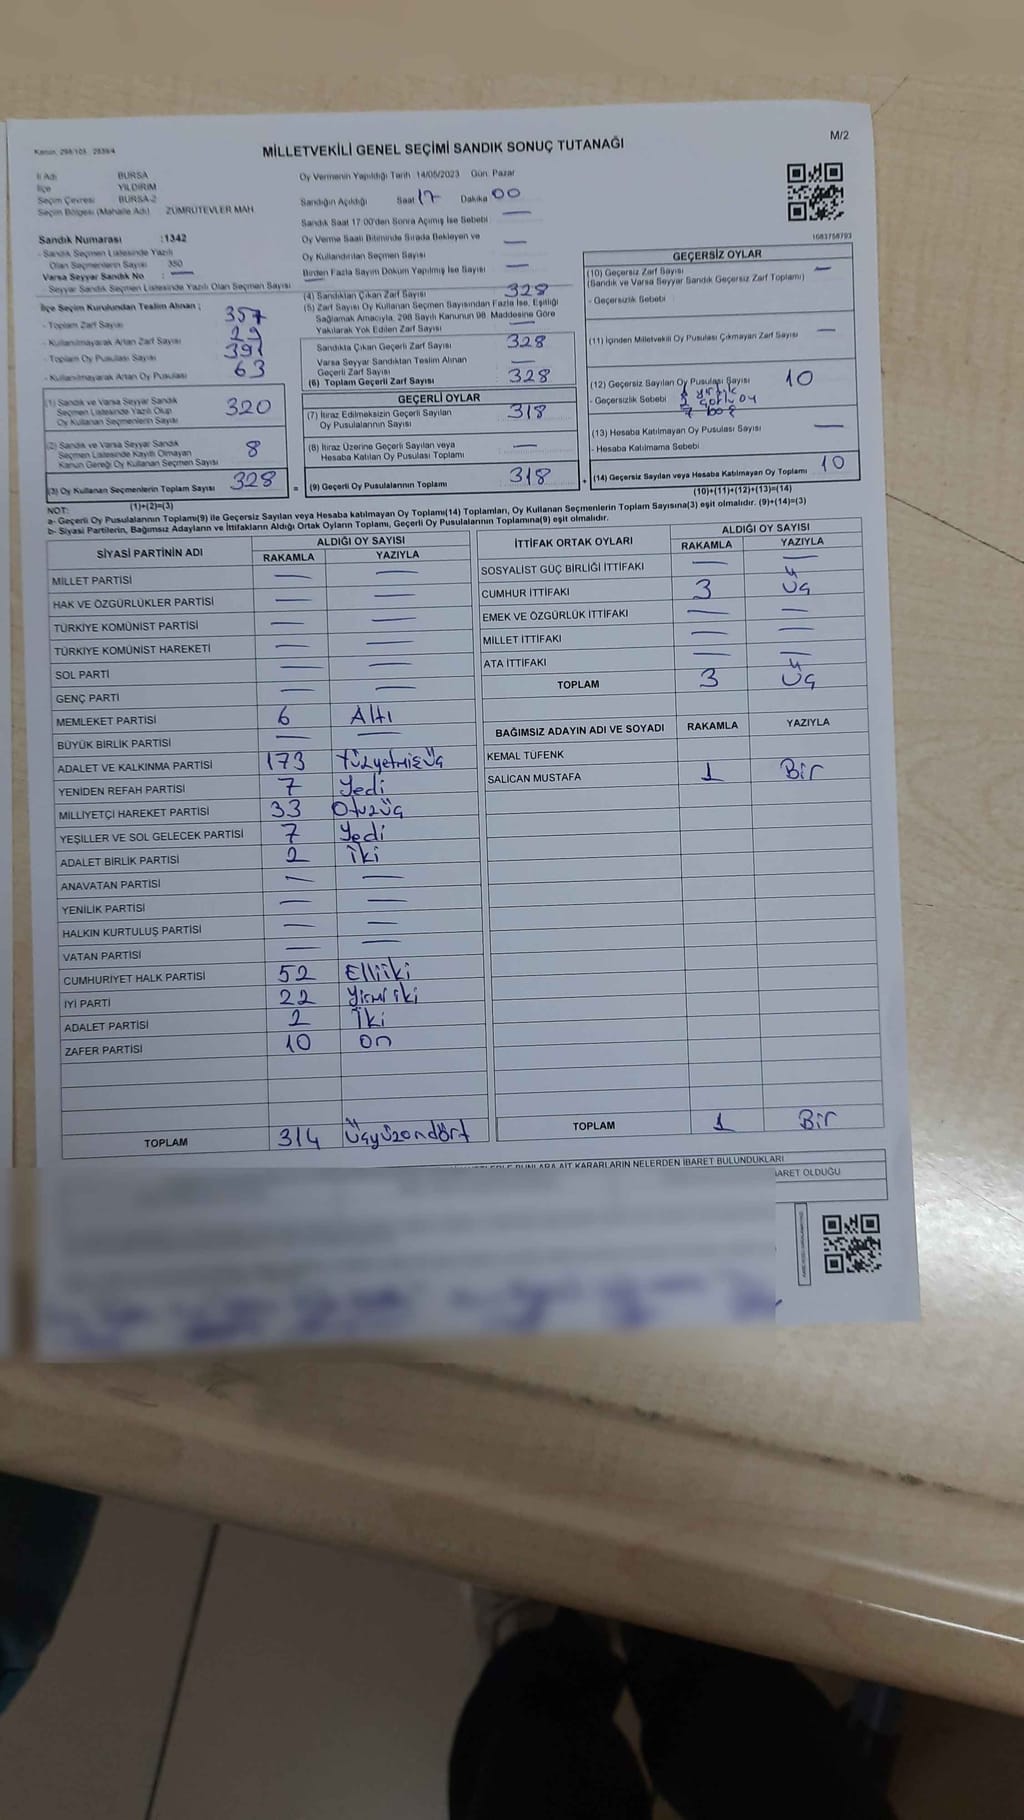 M/2
MİLLETVEKİLİ GENEL SEÇİMİ SANDIK SONUÇ TUTANAĞI
İl Adı BURSA
İlçe YILDIRIM
Seçim Çevresi BURSA-2
Seçim Bölgesi (Mahalle Adı) ZÜMRÜTEVLER MAH
Sandık Numarası :1342
- Sandık Seçmen Listesinde Yazılı
Olan Seçmenlerin Sayısı 350
Varsa Seyyar Sandık No : —
Seyyar Sandık Seçmen Listesinde Yazılı Olan Seçmen Sayısı
Oy Vermenin Yapıldığı Tarih :14/05/2023 Gün: Pazar
Sandığın Açıldığı Saat 17 Dakika 00
Sandık Saat 17:00'den Sonra Açımış İse Sebebi —
Oy Verme Saati Bitiminde Sırada Bekleyen ve
Oy Kullandırılan Seçmen Sayısı —
Birden Fazla Sayım Döküm Yapılmış İse Sayısı —
1083758793
İlçe Seçim Kurulundan Teslim Alınan ;
- Toplam Zarf Sayısı 357
- Kullanılmayarak Artan Zarf Sayısı 29
- Toplam Oy Pusulası Sayısı 391
- Kullanılmayarak Artan Oy Pusulası 63
(1) Sandık ve Varsa Seyyar Sandık
Seçmen Listesinde Yazılı Olup
Oy Kullanan Seçmenlerin Sayısı 320
(2) Sandık ve Varsa Seyyar Sandık
Seçmen Listesinde Kayıtlı Olmayan
Kanun Gereği Oy Kullanan Seçmen Sayısı 8
(3) Oy Kullanan Seçmenlerin Toplam Sayısı 328
(1)+(2)=(3)
(4) Sandıktan Çıkan Zarf Sayısı 328
(5) Zarf Sayısı Oy Kullanan Seçmen Sayısından Fazla İse, Eşitliği
Sağlamak Amacıyla, 298 Sayılı Kanunun 98. Maddesine Göre
Yakılarak Yok Edilen Zarf Sayısı —
Sandıkta Çıkan Geçerli Zarf Sayısı 328
Varsa Seyyar Sandıktan Teslim Alınan
Geçerli Zarf Sayısı —
(6) Toplam Geçerli Zarf Sayısı 328
GEÇERLİ OYLAR
(7) İtiraz Edilmeksizin Geçerli Sayılan
Oy Pusulalarının Sayısı 318
(8) İtiraz Üzerine Geçerli Sayılan veya
Hesaba Katılan Oy Pusulası Toplamı —
= (9) Geçerli Oy Pusulalarının Toplamı 318
GEÇERSİZ OYLAR
(10) Geçersiz Zarf Sayısı —
(Sandık ve Varsa Seyyar Sandık Geçersiz Zarf Toplamı)
- Geçersizlik Sebebi
(11) İçinden Milletvekili Oy Pusulası Çıkmayan Zarf Sayısı —
(12) Geçersiz Sayılan Oy Pusulası Sayısı 10
- Geçersizlik Sebebi
7 boş
(13) Hesaba Katılmayan Oy Pusulası Sayısı —
- Hesaba Katılmama Sebebi
+ (14) Geçersiz Sayılan veya Hesaba Katılmayan Oy Toplamı 10
(10)+(11)+(12)+(13)=(14)
NOT:
a- Geçerli Oy Pusulalarının Toplamı(9) ile Geçersiz Sayılan veya Hesaba katılmayan Oy Toplamı(14) Toplamları, Oy Kullanan Seçmenlerin Toplam Sayısına(3) eşit olmalıdır. (9)+(14)=(3)
b- Siyasi Partilerin, Bağımsız Adayların ve İttifakların Aldığı Ortak Oyların Toplamı, Geçerli Oy Pusulalarının Toplamına(9) eşit olmalıdır.
SİYASİ PARTİNİN ADI ALDIĞI OY SAYISI
RAKAMLA YAZIYLA
MİLLET PARTİSİ — —
HAK VE ÖZGÜRLÜKLER PARTİSİ — —
TÜRKİYE KOMÜNİST PARTİSİ — —
TÜRKİYE KOMÜNİST HAREKETİ — —
SOL PARTİ — —
GENÇ PARTİ — —
MEMLEKET PARTİSİ 6 Altı
BÜYÜK BİRLİK PARTİSİ — —
ADALET VE KALKINMA PARTİSİ 173 Yüzyetmişüç
YENİDEN REFAH PARTİSİ 7 Yedi
MİLLİYETÇİ HAREKET PARTİSİ 33 Otuzüç
YEŞİLLER VE SOL GELECEK PARTİSİ 7 Yedi
ADALET BİRLİK PARTİSİ 2 İki
ANAVATAN PARTİSİ — —
YENİLİK PARTİSİ — —
HALKIN KURTULUŞ PARTİSİ — —
VATAN PARTİSİ — —
CUMHURİYET HALK PARTİSİ 52 Elliiki
İYİ PARTİ 22 Yirmi iki
ADALET PARTİSİ 2 İki
ZAFER PARTİSİ 10 On
TOPLAM 314 Üçyüzondört
İTTİFAK ORTAK OYLARI ALDIĞI OY SAYISI
RAKAMLA YAZIYLA
SOSYALİST GÜÇ BİRLİĞİ İTTİFAKI — —
CUMHUR İTTİFAKI 3 Üç
EMEK VE ÖZGÜRLÜK İTTİFAKI — —
MİLLET İTTİFAKI — —
ATA İTTİFAKI — —
TOPLAM 3 Üç
BAĞIMSIZ ADAYIN ADI VE SOYADI RAKAMLA YAZIYLA
KEMAL TÜFENK
SALİCAN MUSTAFA 1 Bir
TOPLAM 1 Bir
BUNLARA AİT KARARLARIN NELERDEN İBARET BULUNDUKLARI
İBARET OLDUĞU